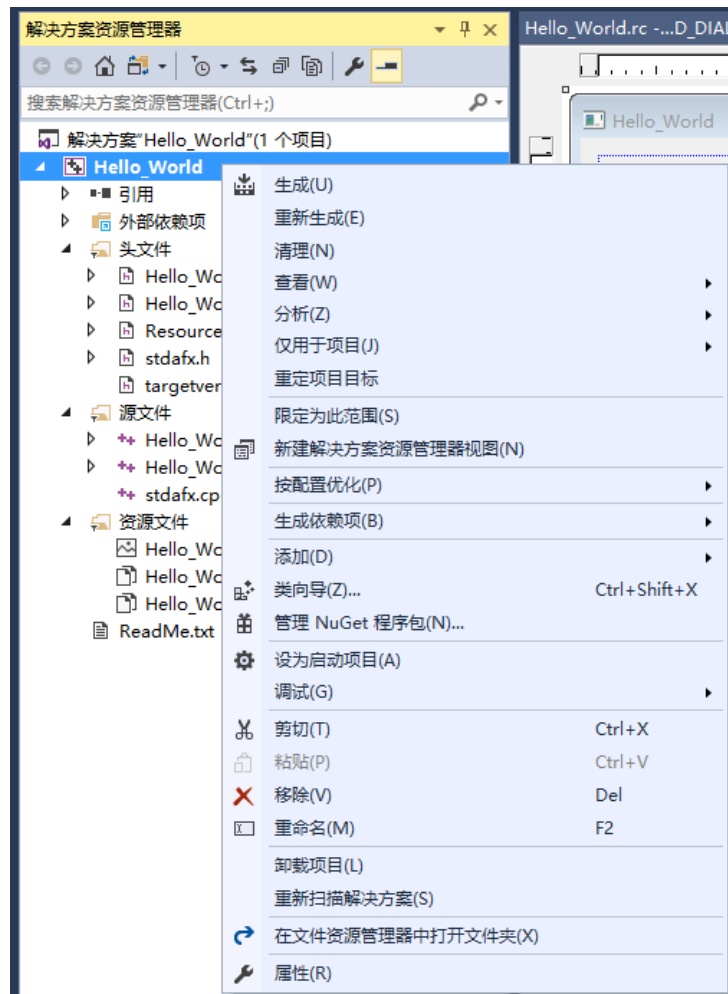 解决方案资源管理器
Hello_World.rc -...D_DIAL
搜索解决方案资源管理器(Ctrl+;)
Hello_World
解决方案"Hello_World"(1 个项目)
Hello_World
引用
外部依赖项
头文件
Hello_Wo
Hello_Wo
Resource
stdafx.h
targetver
源文件
Hello_Wo
Hello_Wo
stdafx.cp
资源文件
Hello_Wo
Hello_Wo
Hello_Wo
ReadMe.txt
生成(U)
重新生成(E)
清理(N)
查看(W)
分析(Z)
仅用于项目(J)
重定项目目标
限定为此范围(S)
新建解决方案资源管理器视图(N)
按配置优化(P)
生成依赖项(B)
添加(D)
类向导(Z)... Ctrl+Shift+X
管理 NuGet 程序包(N)...
设为启动项目(A)
调试(G)
剪切(T) Ctrl+X
粘贴(P) Ctrl+V
移除(V) Del
重命名(M) F2
卸载项目(L)
重新扫描解决方案(S)
在文件资源管理器中打开文件夹(X)
属性(R)